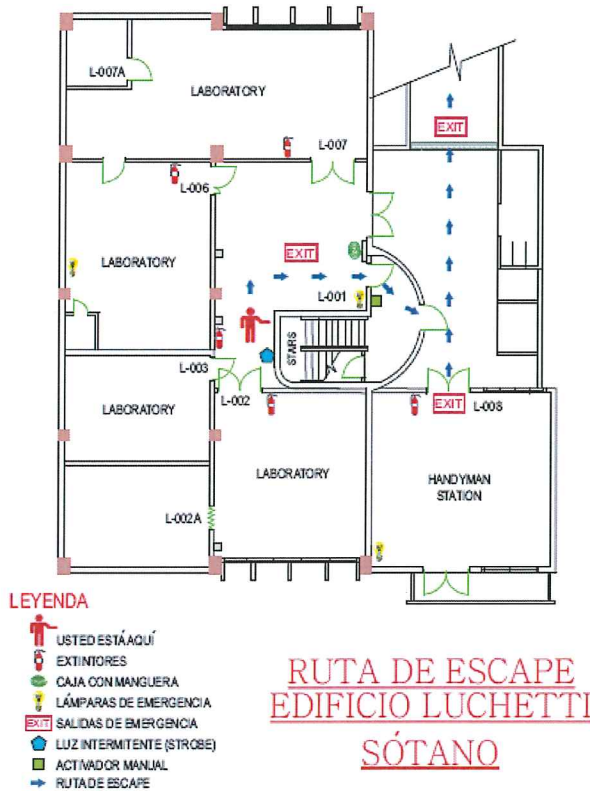 L-007A
LABORATORY
EXIT
L-007
L-006
LABORATORY
EXIT
L-001
STARS
L-003
L-002
EXIT
L-008
LABORATORY
LABORATORY
HANDYMAN
STATION
L-002A
LEYENDA
USTED ESTÁ AQUÍ
EXTINTORES
CAJA CON MANGUERA
LÁMPARAS DE EMERGENCIA
EXIT SALIDAS DE EMERGENCIA
LUZ INTERMITENTE (STROBE)
ACTIVADOR MANUAL
RUTA DE ESCAPE
RUTA DE ESCAPE
EDIFICIO LUCHETTI
SÓTANO